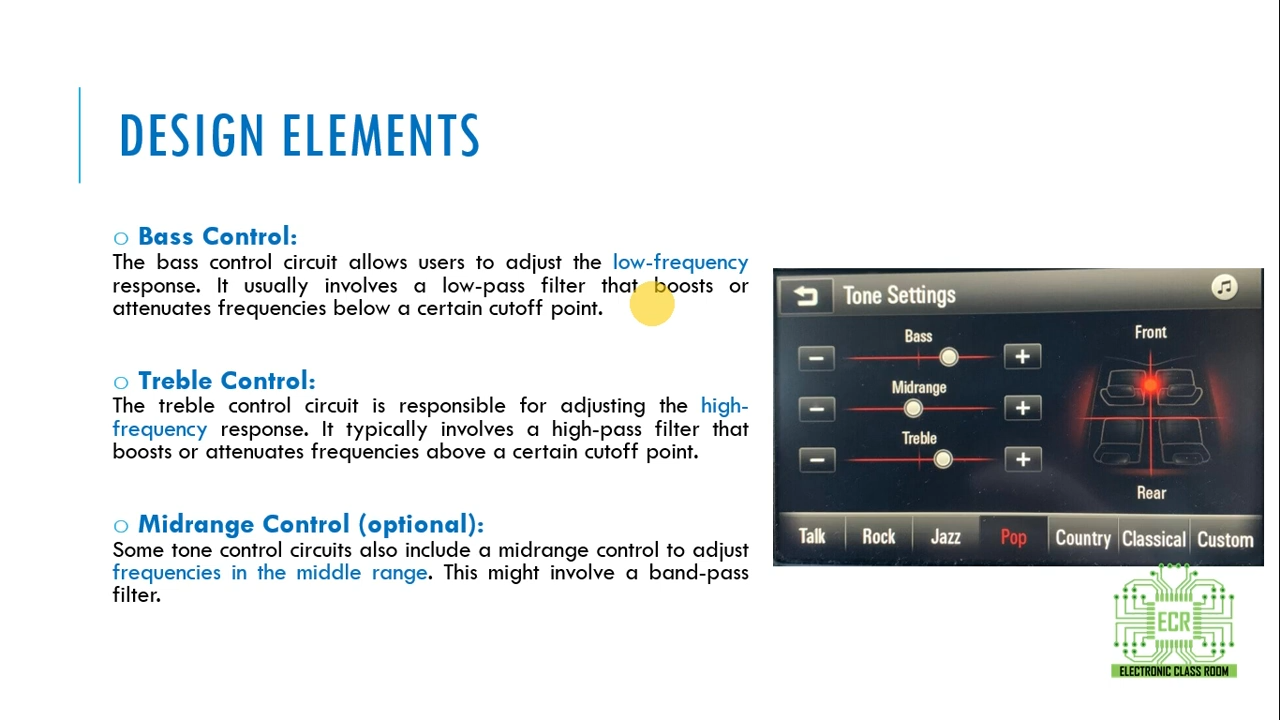 DESIGN ELEMENTS
o Bass Control:
The bass control circuit allows users to adjust the low-frequency
response. It usually involves a low-pass filter that boosts or
attenuates frequencies below a certain cutoff point.
o Treble Control:
The treble control circuit is responsible for adjusting the high-
frequency response. It typically involves a high-pass filter that
boosts or attenuates frequencies above a certain cutoff point.
o Midrange Control (optional):
Some tone control circuits also include a midrange control to adjust
frequencies in the middle range. This might involve a band-pass
filter.
Tone Settings
Bass
Midrange
Treble
Front
Rear
Talk Rock Jazz Pop Country Classical Custom
ECR
ELECTRONIC CLASS ROOM